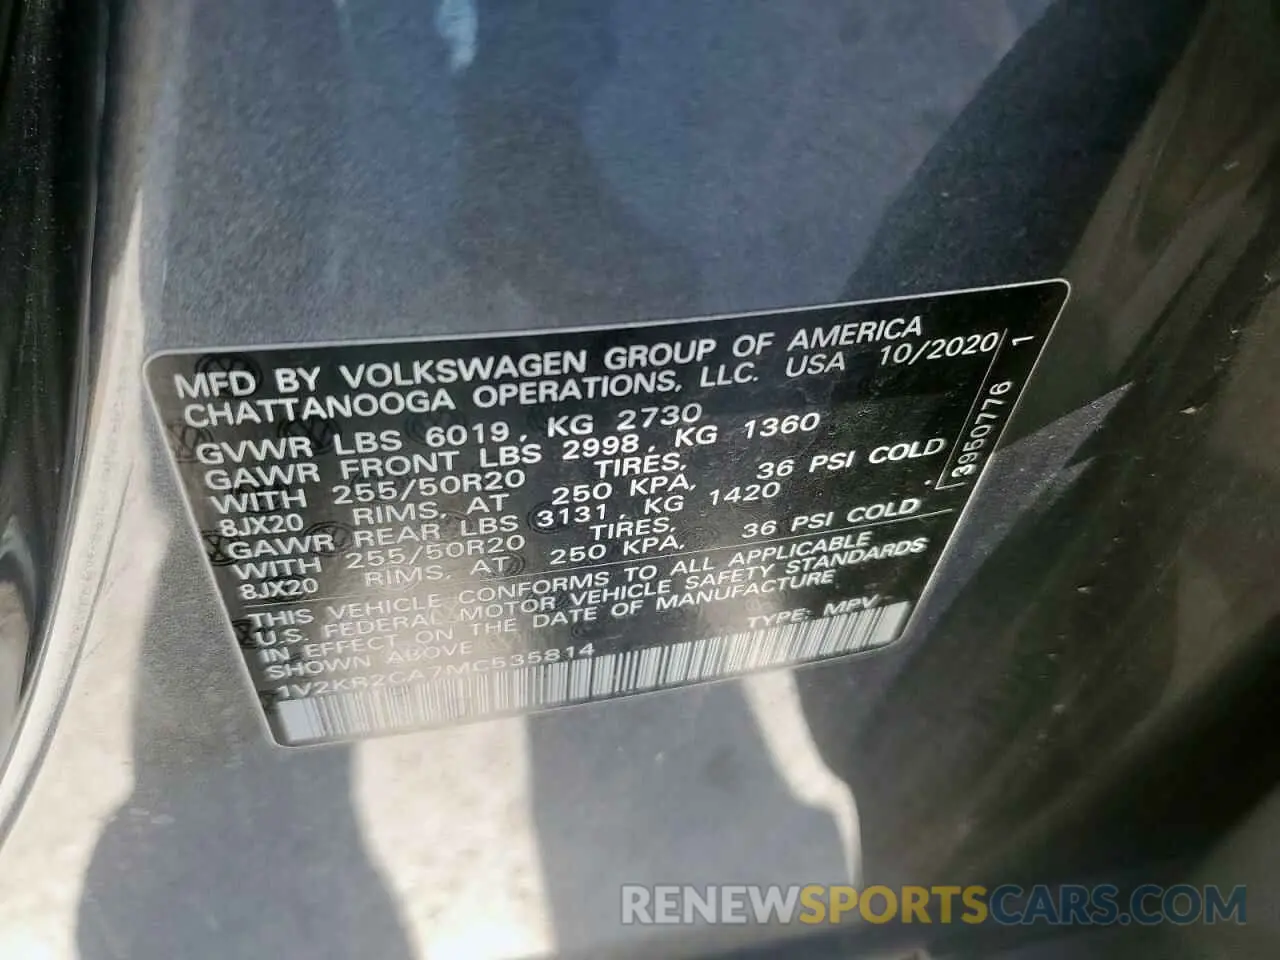 MFD BY VOLKSWAGEN GROUP OF AMERICA
CHATTANOOGA OPERATIONS, LLC. USA 10/2020 1
GVWR LBS 6019, KG 2730
GAWR FRONT LBS 2998, KG 1360
WITH 255/50R20 TIRES,
8JX20 RIMS, AT 250 KPA, 36 PSI COLD
GAWR REAR LBS 3131, KG 1420
WITH 255/50R20 TIRES,
8JX20 RIMS, AT 250 KPA, 36 PSI COLD
3950776
THIS VEHICLE CONFORMS TO ALL APPLICABLE
U.S. FEDERAL MOTOR VEHICLE SAFETY STANDARDS
IN EFFECT ON THE DATE OF MANUFACTURE
SHOWN ABOVE TYPE: MPV
1V2KR2CA7MC535814
RENEWSPORTSCARS.COM